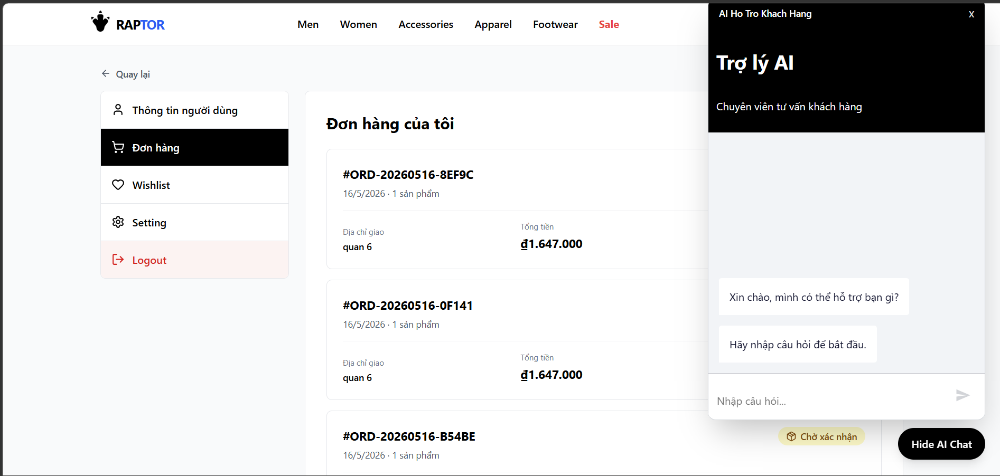 RAPTOR
Men
Women
Accessories
Apparel
Footwear
Sale
Quay lại
Thông tin người dùng
Đơn hàng
Wishlist
Setting
Logout
Đơn hàng của tôi
#ORD-20260516-8EF9C
16/5/2026 · 1 sản phẩm
Địa chỉ giao
quan 6
Tổng tiền
₫1.647.000
#ORD-20260516-0F141
16/5/2026 · 1 sản phẩm
Địa chỉ giao
quan 6
Tổng tiền
₫1.647.000
#ORD-20260516-B54BE
16/5/2026 · 1 sản phẩm
Chờ xác nhận
AI Ho Tro Khach Hang
X
Trợ lý AI
Chuyên viên tư vấn khách hàng
Xin chào, mình có thể hỗ trợ bạn gì?
Hãy nhập câu hỏi để bắt đầu.
Nhập câu hỏi...
Hide AI Chat